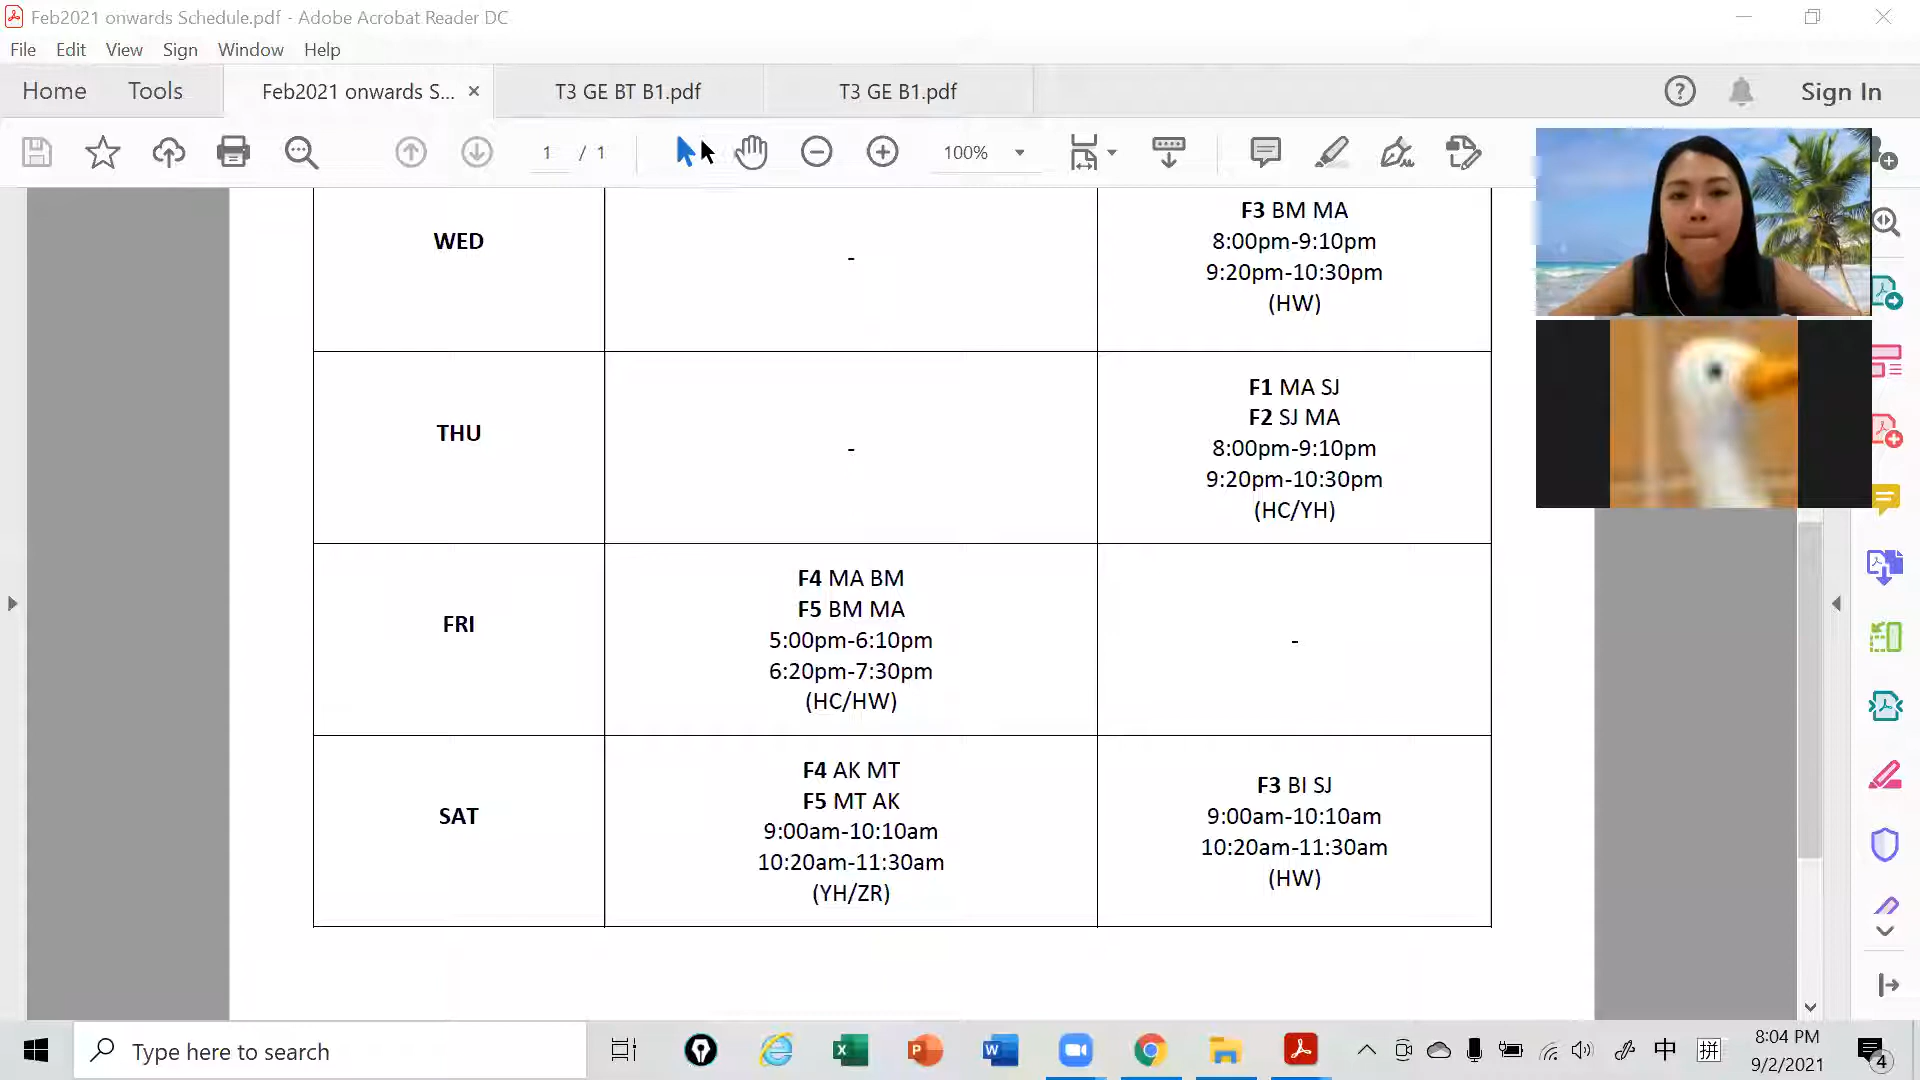 Feb2021 onwards Schedule.pdf - Adobe Acrobat Reader DC
File Edit View Sign Window Help
Home Tools Feb2021 onwards S... × T3 GE BT B1.pdf T3 GE B1.pdf Sign In
1 / 1 100%
WED
-
F3 BM MA
8:00pm-9:10pm
9:20pm-10:30pm
(HW)
THU
-
F1 MA SJ
F2 SJ MA
8:00pm-9:10pm
9:20pm-10:30pm
(HC/YH)
FRI
F4 MA BM
F5 BM MA
5:00pm-6:10pm
6:20pm-7:30pm
(HC/HW)
-
SAT
F4 AK MT
F5 MT AK
9:00am-10:10am
10:20am-11:30am
(YH/ZR)
F3 BI SJ
9:00am-10:10am
10:20am-11:30am
(HW)
Type here to search
中 拼
8:04 PM
9/2/2021
4